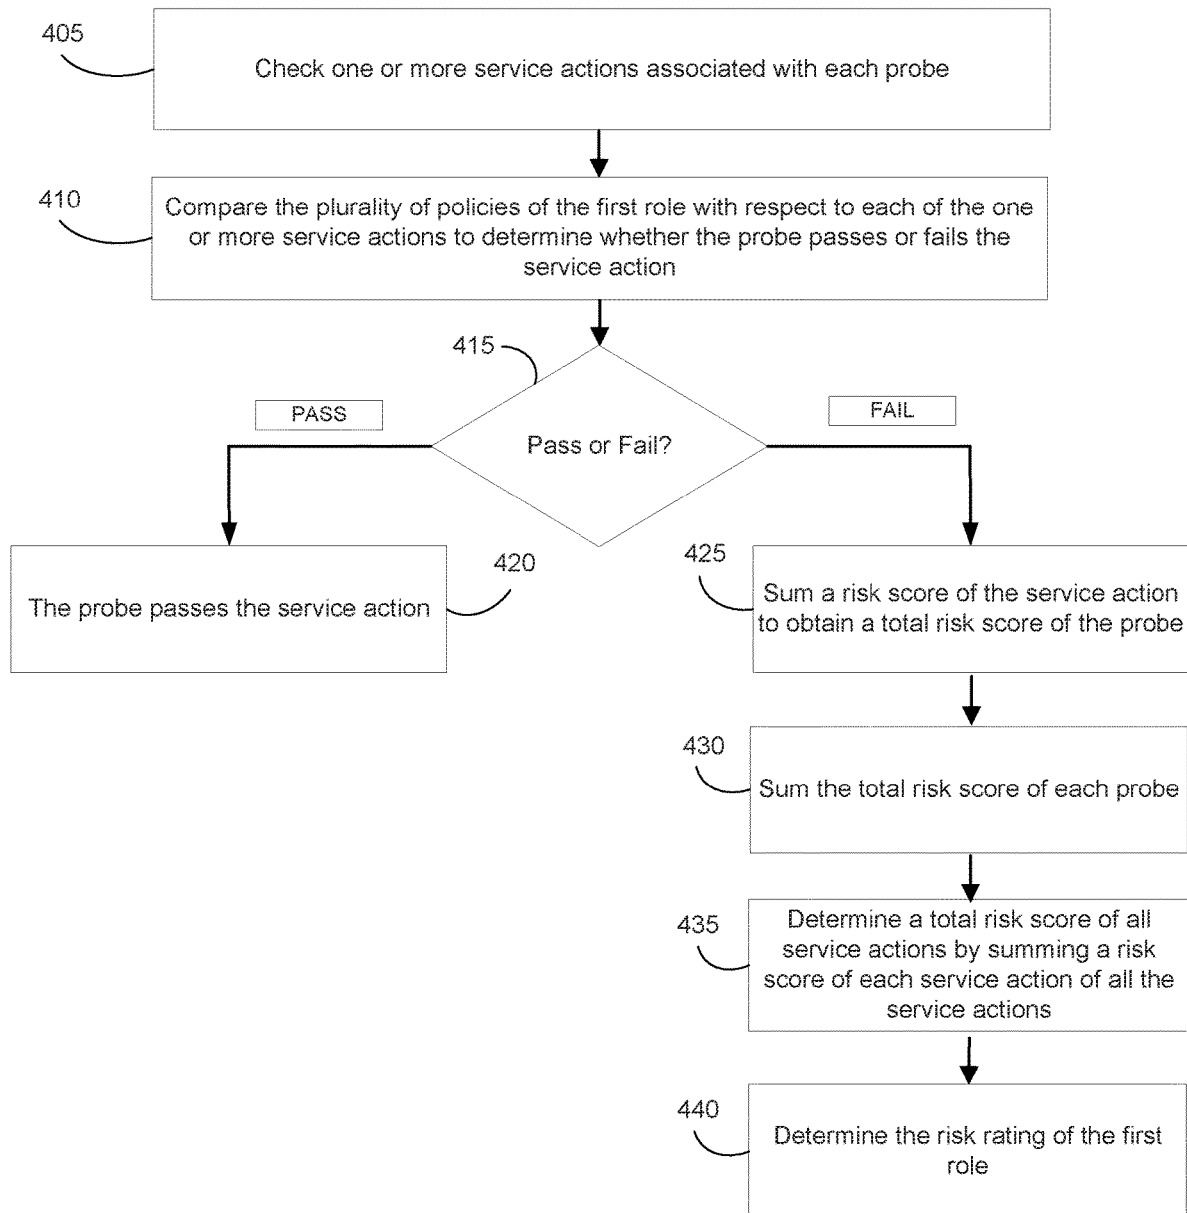 405
Check one or more service actions associated with each probe
410
Compare the plurality of policies of the first role with respect to each of the one
or more service actions to determine whether the probe passes or fails the
service action
415
PASS
FAIL
Pass or Fail?
420
The probe passes the service action
425
Sum a risk score of the service action
to obtain a total risk score of the probe
430
Sum the total risk score of each probe
435
Determine a total risk score of all
service actions by summing a risk
score of each service action of all the
service actions
440
Determine the risk rating of the first
role